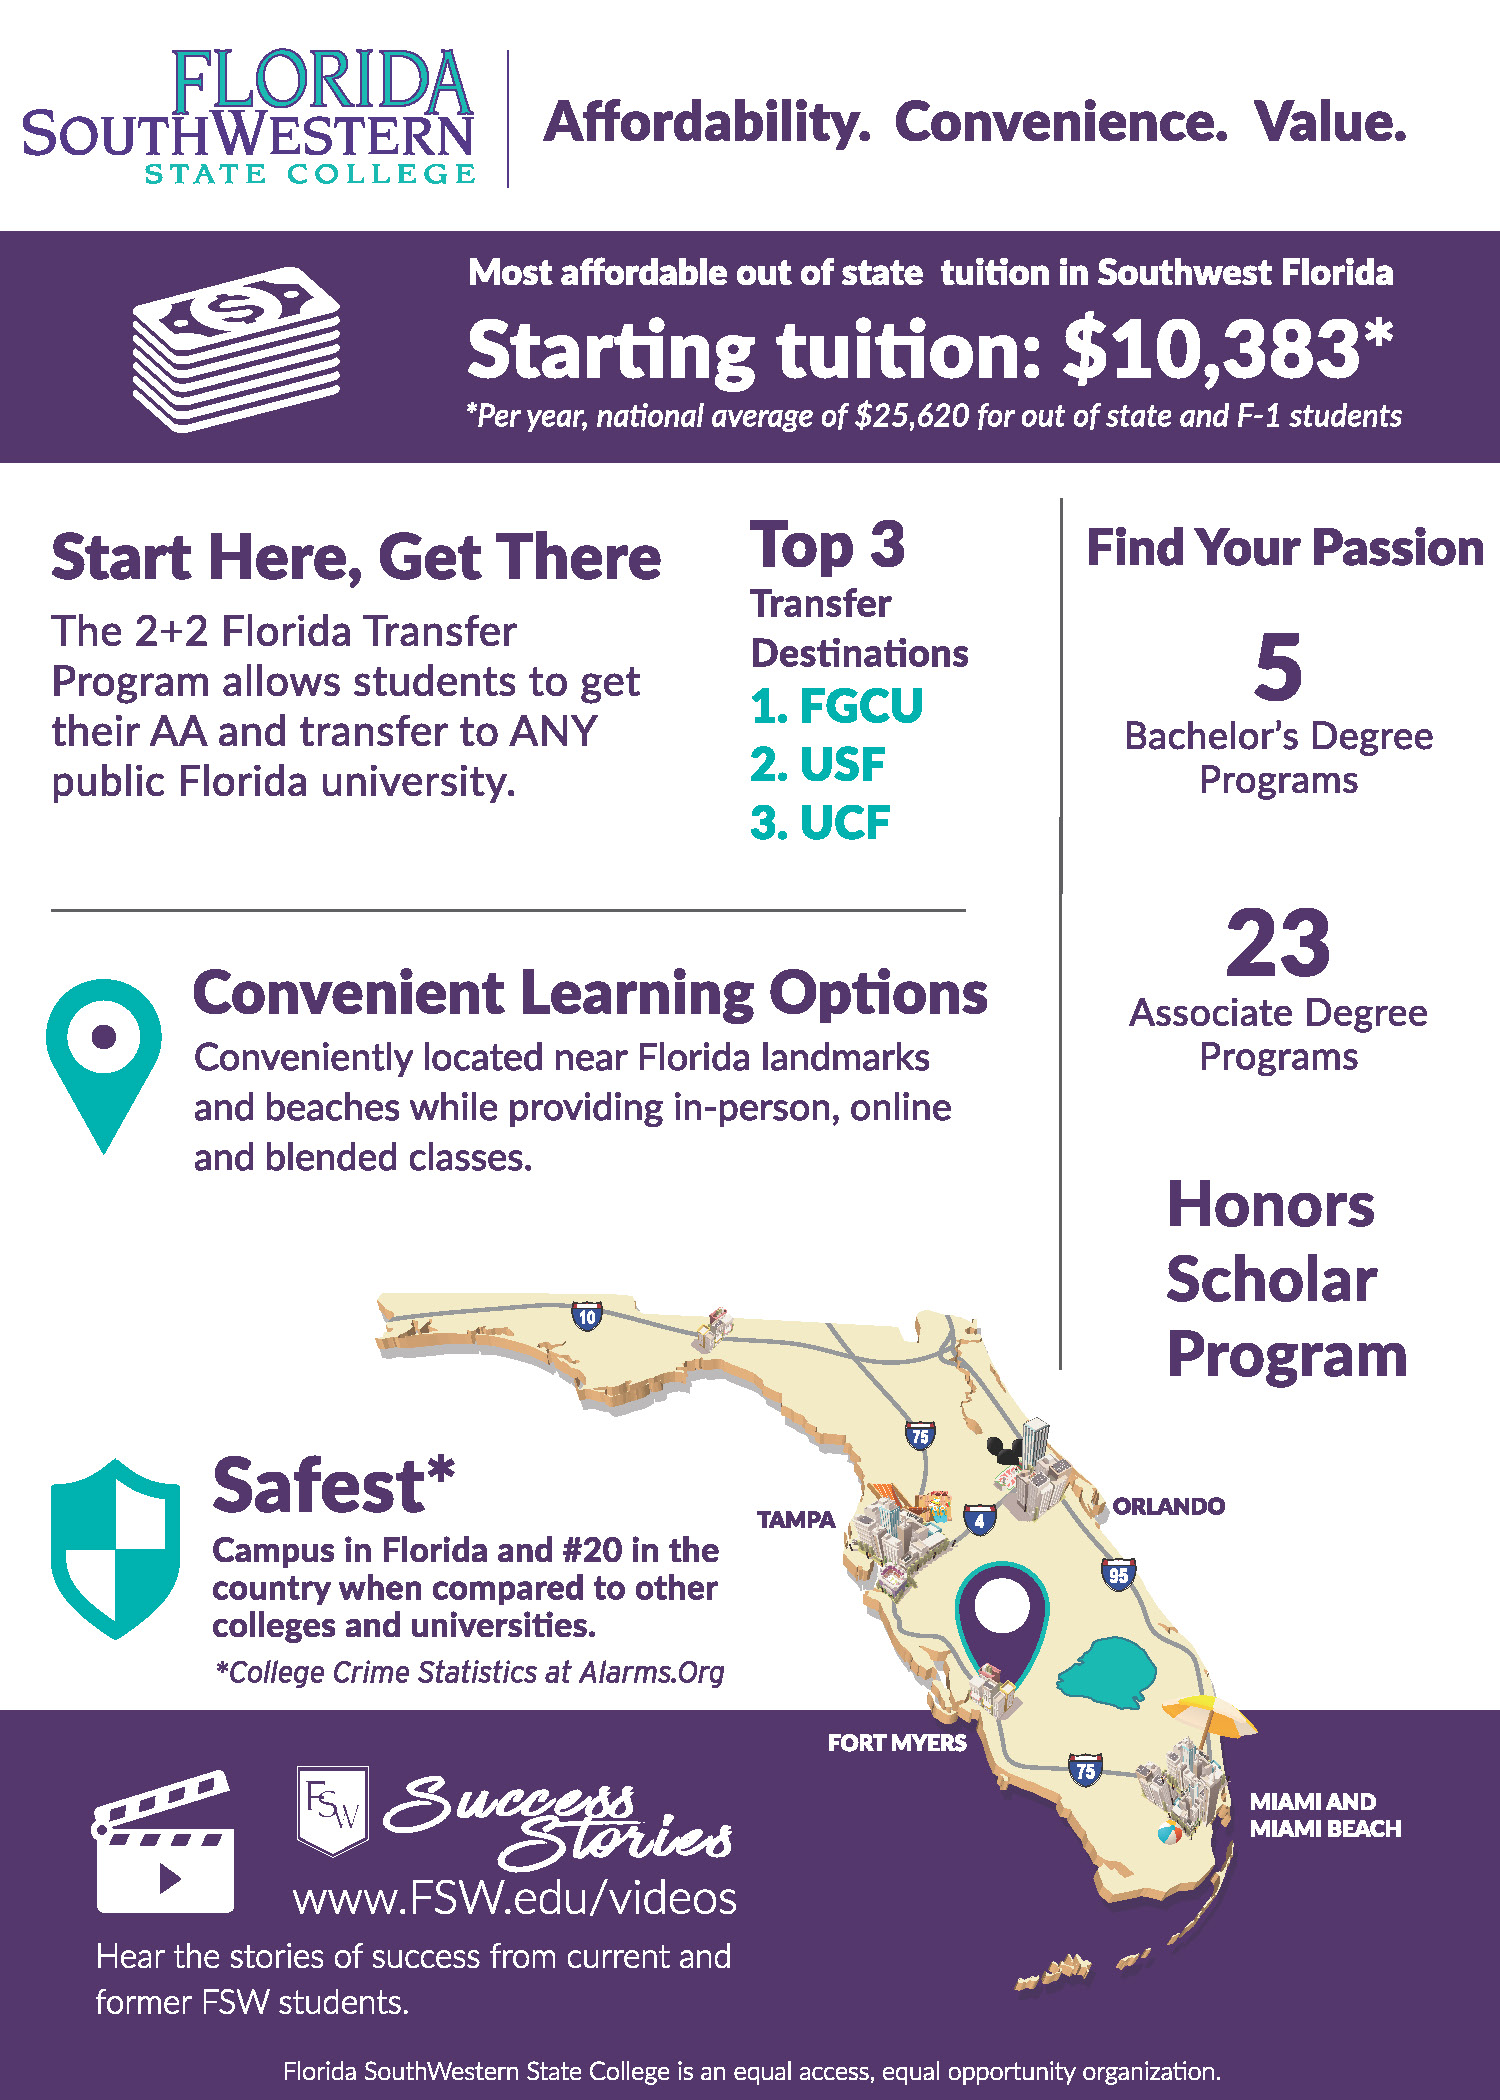 FLORIDA
SOUTHWESTERN
STATE COLLEGE
Affordability. Convenience. Value.
Most affordable out of state tuition in Southwest Florida
Starting tuition: $10,383*
*Per year, national average of $25,620 for out of state and F-1 students
Start Here, Get There
The 2+2 Florida Transfer
Program allows students to get
their AA and transfer to ANY
public Florida university.
Top 3
Transfer
Destinations
1. FGCU
2. USF
3. UCF
Find Your Passion
5
Bachelor's Degree
Programs
23
Associate Degree
Programs
Honors
Scholar
Program
Convenient Learning Options
Conveniently located near Florida landmarks
and beaches while providing in-person, online
and blended classes.
10
75
4
95
75
TAMPA
ORLANDO
FORT MYERS
MIAMI AND
MIAMI BEACH
Safest*
Campus in Florida and #20 in the
country when compared to other
colleges and universities.
*College Crime Statistics at Alarms.Org
FSW
Success
Stories
www.FSW.edu/videos
Hear the stories of success from current and
former FSW students.
Florida SouthWestern State College is an equal access, equal opportunity organization.